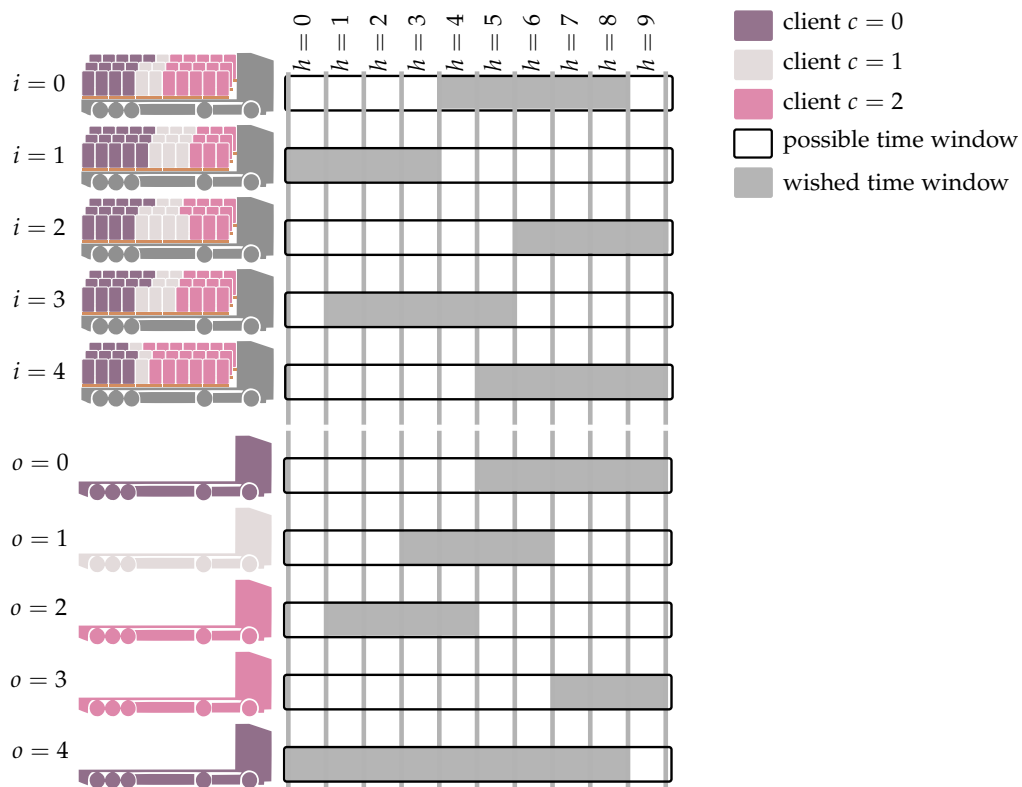 h = 0
h = 1
h = 2
h = 3
h = 4
h = 5
h = 6
h = 7
h = 8
h = 9
client c = 0
client c = 1
client c = 2
possible time window
wished time window
i = 0
i = 1
i = 2
i = 3
i = 4
o = 0
o = 1
o = 2
o = 3
o = 4